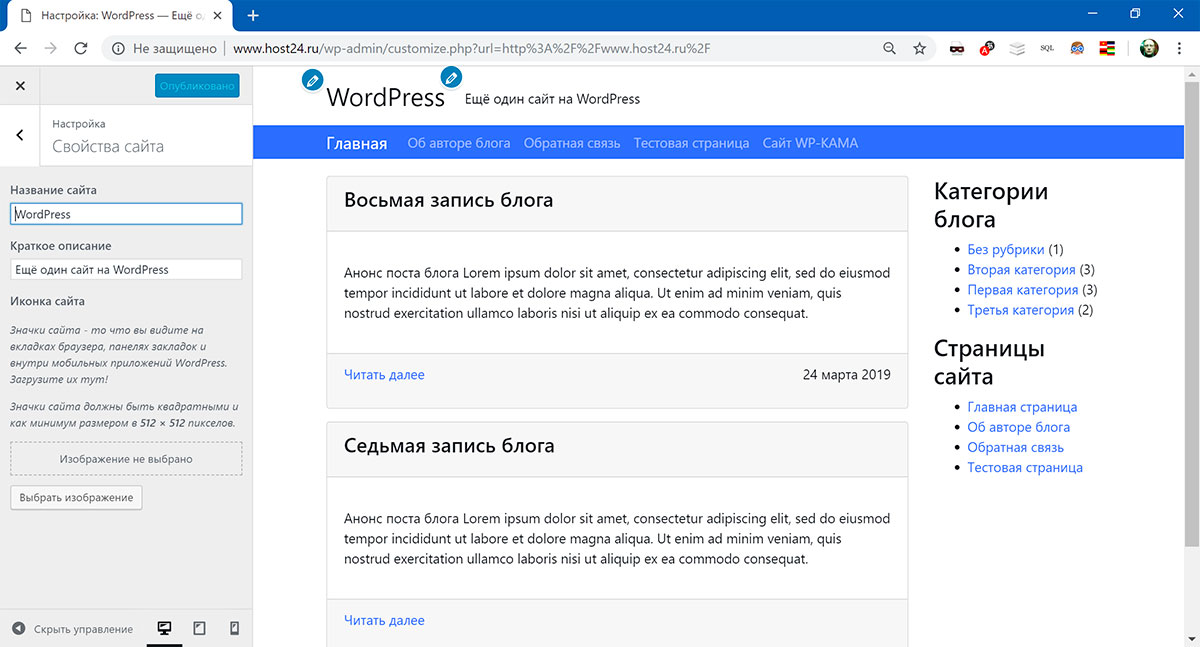 Настройка: WordPress — Ещё о
Не защищено
www.host24.ru/wp-admin/customize.php?url=http%3A%2F%2Fwww.host24.ru%2F
SQL
Опубликовано
Настройка
Свойства сайта
Название сайта
WordPress
Краткое описание
Ещё один сайт на WordPress
Иконка сайта
Значки сайта - то что вы видите на
вкладках браузера, панелях закладок и
внутри мобильных приложений WordPress.
Загрузите их тут!
Значки сайта должны быть квадратными и
как минимум размером в 512 × 512 пикселов.
Изображение не выбрано
Выбрать изображение
Скрыть управление
WordPress
Ещё один сайт на WordPress
Главная Об авторе блога Обратная связь Тестовая страница Сайт WP-KAMA
Восьмая запись блога
Анонс поста блога Lorem ipsum dolor sit amet, consectetur adipiscing elit, sed do eiusmod
tempor incididunt ut labore et dolore magna aliqua. Ut enim ad minim veniam, quis
nostrud exercitation ullamco laboris nisi ut aliquip ex ea commodo consequat.
Читать далее 24 марта 2019
Седьмая запись блога
Анонс поста блога Lorem ipsum dolor sit amet, consectetur adipiscing elit, sed do eiusmod
tempor incididunt ut labore et dolore magna aliqua. Ut enim ad minim veniam, quis
nostrud exercitation ullamco laboris nisi ut aliquip ex ea commodo consequat.
Читать далее
Категории
блога
Без рубрики (1)
Вторая категория (3)
Первая категория (3)
Третья категория (2)
Страницы
сайта
Главная страница
Об авторе блога
Обратная связь
Тестовая страница